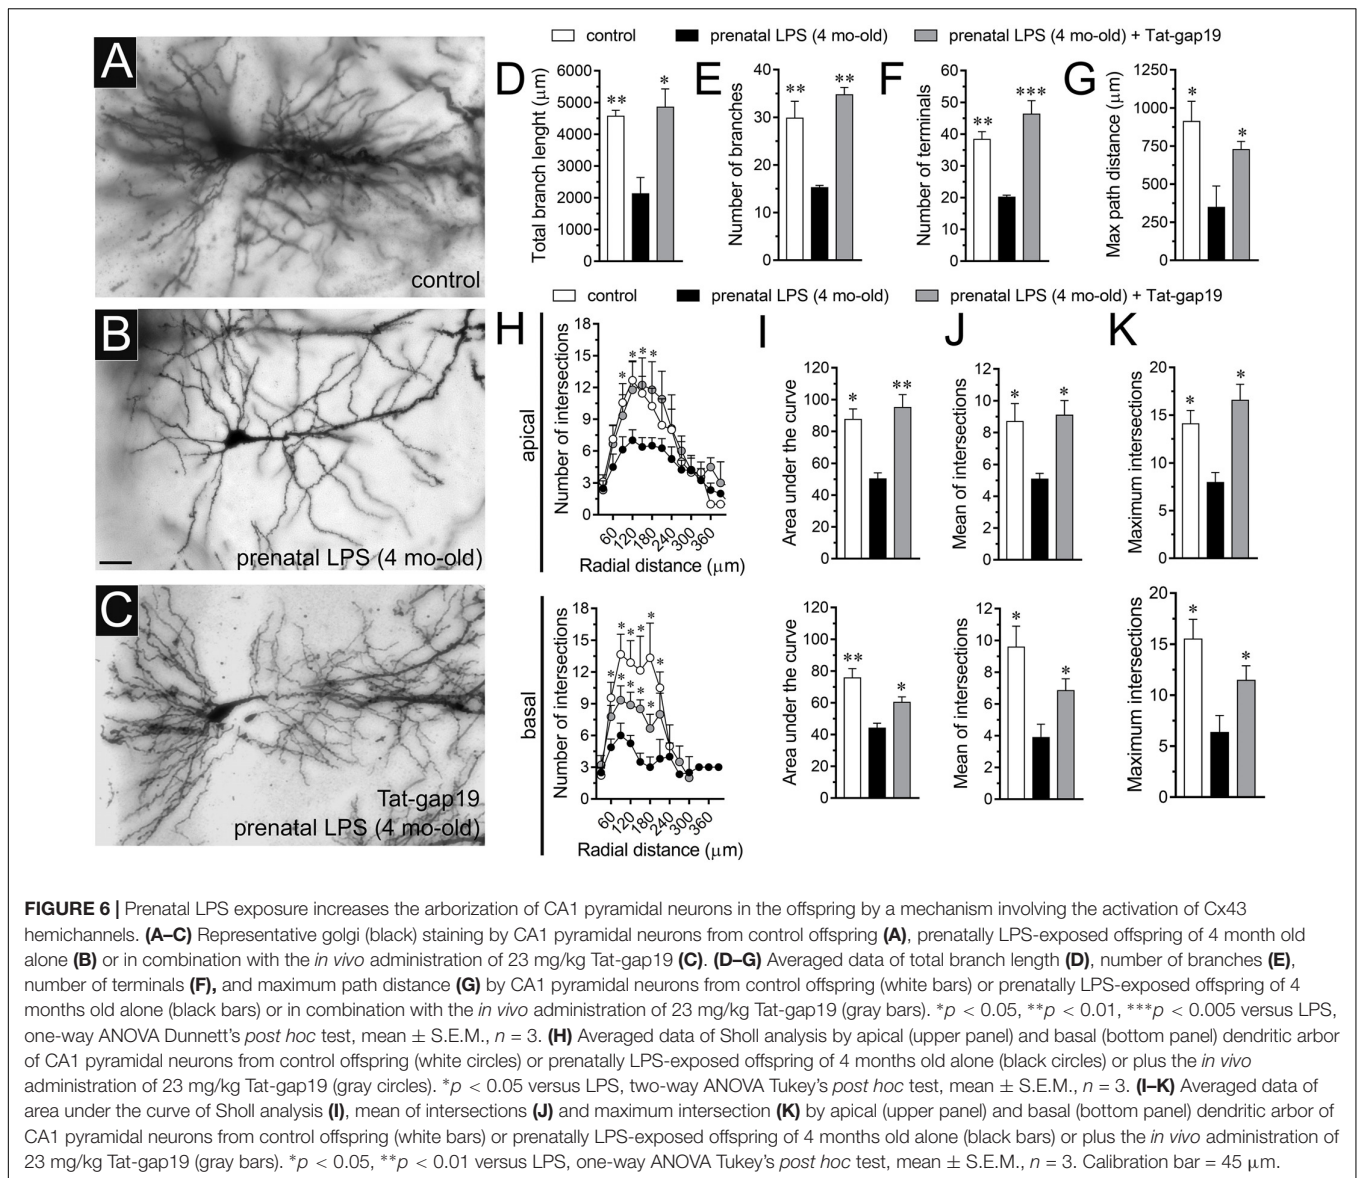 A
control
B
prenatal LPS (4 mo-old)
C
Tat-gap19
prenatal LPS (4 mo-old)
control prenatal LPS (4 mo-old) prenatal LPS (4 mo-old) + Tat-gap19
D
Total branch lenght (μm)
6000
5000
4000
3000
2000
1000
0
** *
E
Number of branches
40
30
20
10
0
** **
F
Number of terminals
60
50
40
30
20
10
0
** ***
G
Max path distance (μm)
1250
1000
750
500
250
0
* *
control prenatal LPS (4 mo-old) prenatal LPS (4 mo-old) + Tat-gap19
H
apical
Number of intersections
18
15
12
9
6
3
0
* * * *
60 120 180 240 300 360
Radial distance (μm)
I
Area under the curve
120
100
80
60
40
20
0
* **
J
Mean of intersections
12
10
8
6
4
2
0
* *
K
Maximum intersections
20
15
10
5
0
* *
basal
Number of intersections
18
15
12
9
6
3
0
* * * *
* * * * * *
60 120 180 240 300 360
Radial distance (μm)
Area under the curve
120
100
80
60
40
20
0
** *
Mean of intersections
12
10
8
6
4
2
0
* *
Maximum intersections
20
15
10
5
0
* *
FIGURE 6 | Prenatal LPS exposure increases the arborization of CA1 pyramidal neurons in the offspring by a mechanism involving the activation of Cx43
hemichannels. (A–C) Representative golgi (black) staining by CA1 pyramidal neurons from control offspring (A), prenatally LPS-exposed offspring of 4 month old
alone (B) or in combination with the in vivo administration of 23 mg/kg Tat-gap19 (C). (D–G) Averaged data of total branch length (D), number of branches (E),
number of terminals (F), and maximum path distance (G) by CA1 pyramidal neurons from control offspring (white bars) or prenatally LPS-exposed offspring of 4
months old alone (black bars) or in combination with the in vivo administration of 23 mg/kg Tat-gap19 (gray bars). *p < 0.05, **p < 0.01, ***p < 0.005 versus LPS,
one-way ANOVA Dunnett's post hoc test, mean ± S.E.M., n = 3. (H) Averaged data of Sholl analysis by apical (upper panel) and basal (bottom panel) dendritic arbor
of CA1 pyramidal neurons from control offspring (white circles) or prenatally LPS-exposed offspring of 4 months old alone (black circles) or plus the in vivo
administration of 23 mg/kg Tat-gap19 (gray circles). *p < 0.05 versus LPS, two-way ANOVA Tukey's post hoc test, mean ± S.E.M., n = 3. (I–K) Averaged data of
area under the curve of Sholl analysis (I), mean of intersections (J) and maximum intersection (K) by apical (upper panel) and basal (bottom panel) dendritic arbor of
CA1 pyramidal neurons from control offspring (white bars) or prenatally LPS-exposed offspring of 4 months old alone (black bars) or plus the in vivo administration of
23 mg/kg Tat-gap19 (gray bars). *p < 0.05, **p < 0.01 versus LPS, one-way ANOVA Tukey's post hoc test, mean ± S.E.M., n = 3. Calibration bar = 45 μm.